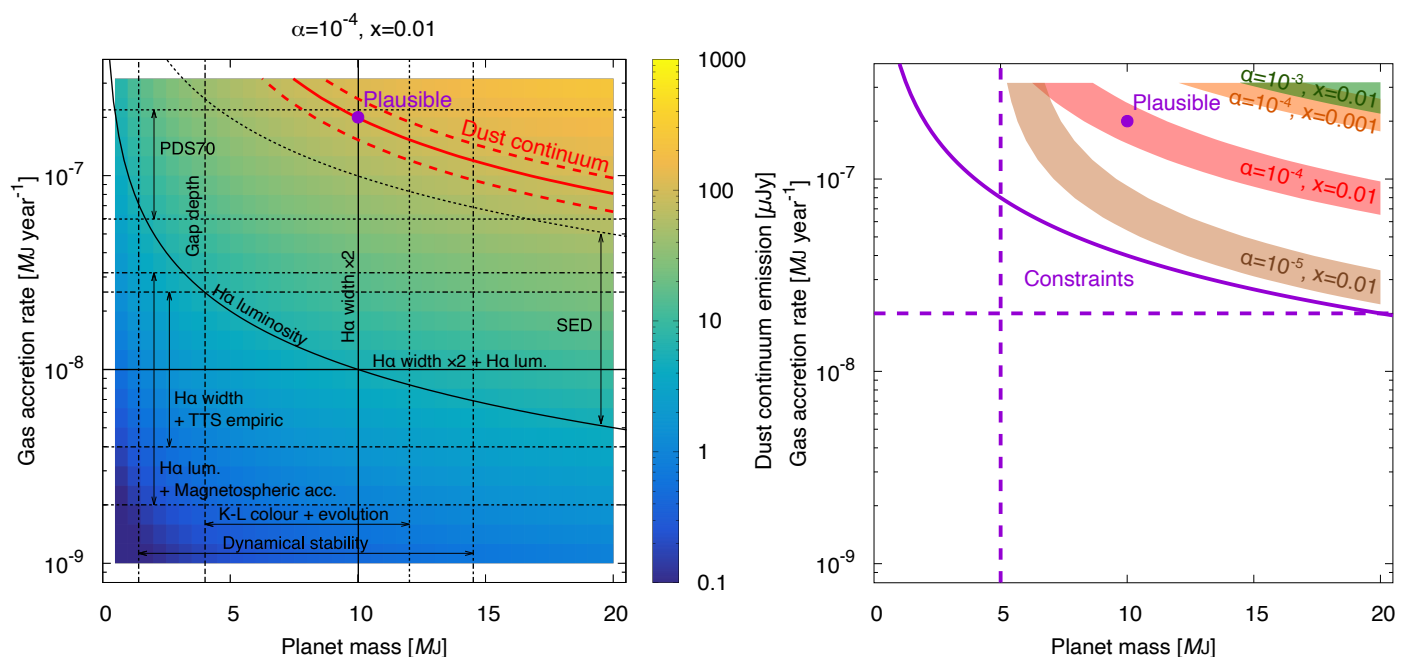 α=10⁻⁴, x=0.01
Gas accretion rate [MJ year⁻¹]
10⁻⁷
10⁻⁸
10⁻⁹
0
5
10
15
20
Planet mass [MJ]
Plausible
Dust continuum
PDS70
Gap depth
Hα luminosity
Hα width ×2
SED
Hα width ×2 + Hα lum.
Hα width
+ TTS empiric
Hα lum.
+ Magnetospheric acc.
K-L colour + evolution
Dynamical stability
1000
100
10
1
0.1
Dust continuum emission [μJy]
Gas accretion rate [MJ year⁻¹]
10⁻⁷
10⁻⁸
10⁻⁹
0
5
10
15
20
Planet mass [MJ]
α=10⁻³, x=0.01
α=10⁻⁴, x=0.001
Plausible
α=10⁻⁴, x=0.01
α=10⁻⁵, x=0.01
Constraints